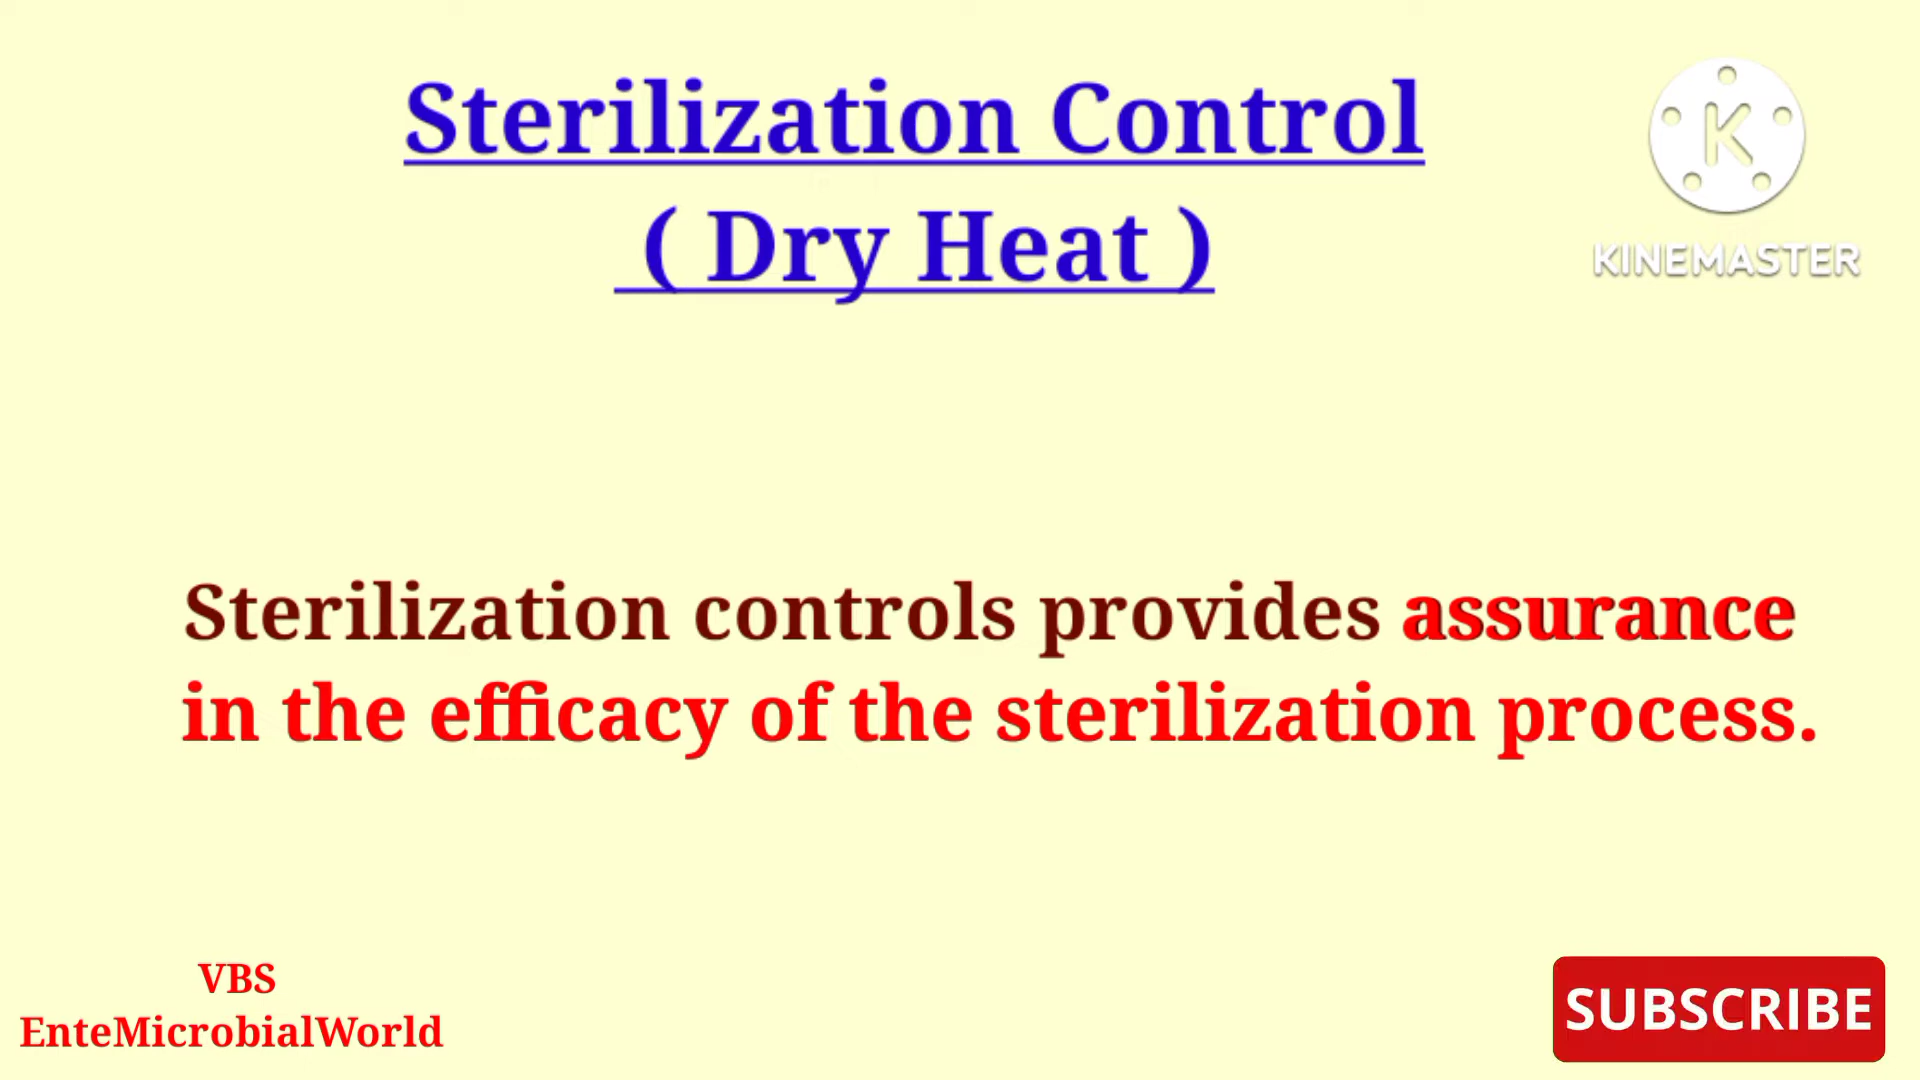 Sterilization Control
( Dry Heat )
K
KINEMASTER
Sterilization controls provides assurance
in the efficacy of the sterilization process.
VBS
EnteMicrobialWorld
SUBSCRIBE